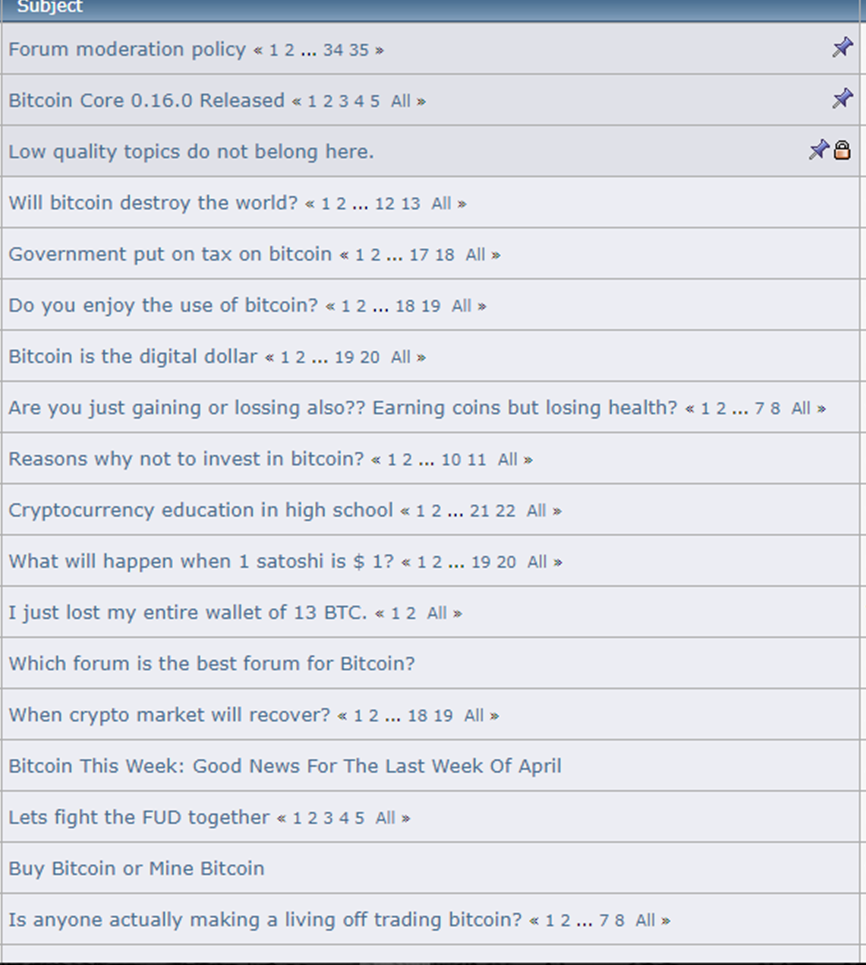 Subject
Forum moderation policy « 1 2 ... 34 35 »
Bitcoin Core 0.16.0 Released « 1 2 3 4 5 All »
Low quality topics do not belong here.
Will bitcoin destroy the world? « 1 2 ... 12 13 All »
Government put on tax on bitcoin « 1 2 ... 17 18 All »
Do you enjoy the use of bitcoin? « 1 2 ... 18 19 All »
Bitcoin is the digital dollar « 1 2 ... 19 20 All »
Are you just gaining or lossing also?? Earning coins but losing health? « 1 2 ... 7 8 All »
Reasons why not to invest in bitcoin? « 1 2 ... 10 11 All »
Cryptocurrency education in high school « 1 2 ... 21 22 All »
What will happen when 1 satoshi is $ 1? « 1 2 ... 19 20 All »
I just lost my entire wallet of 13 BTC. « 1 2 All »
Which forum is the best forum for Bitcoin?
When crypto market will recover? « 1 2 ... 18 19 All »
Bitcoin This Week: Good News For The Last Week Of April
Lets fight the FUD together « 1 2 3 4 5 All »
Buy Bitcoin or Mine Bitcoin
Is anyone actually making a living off trading bitcoin? « 1 2 ... 7 8 All »